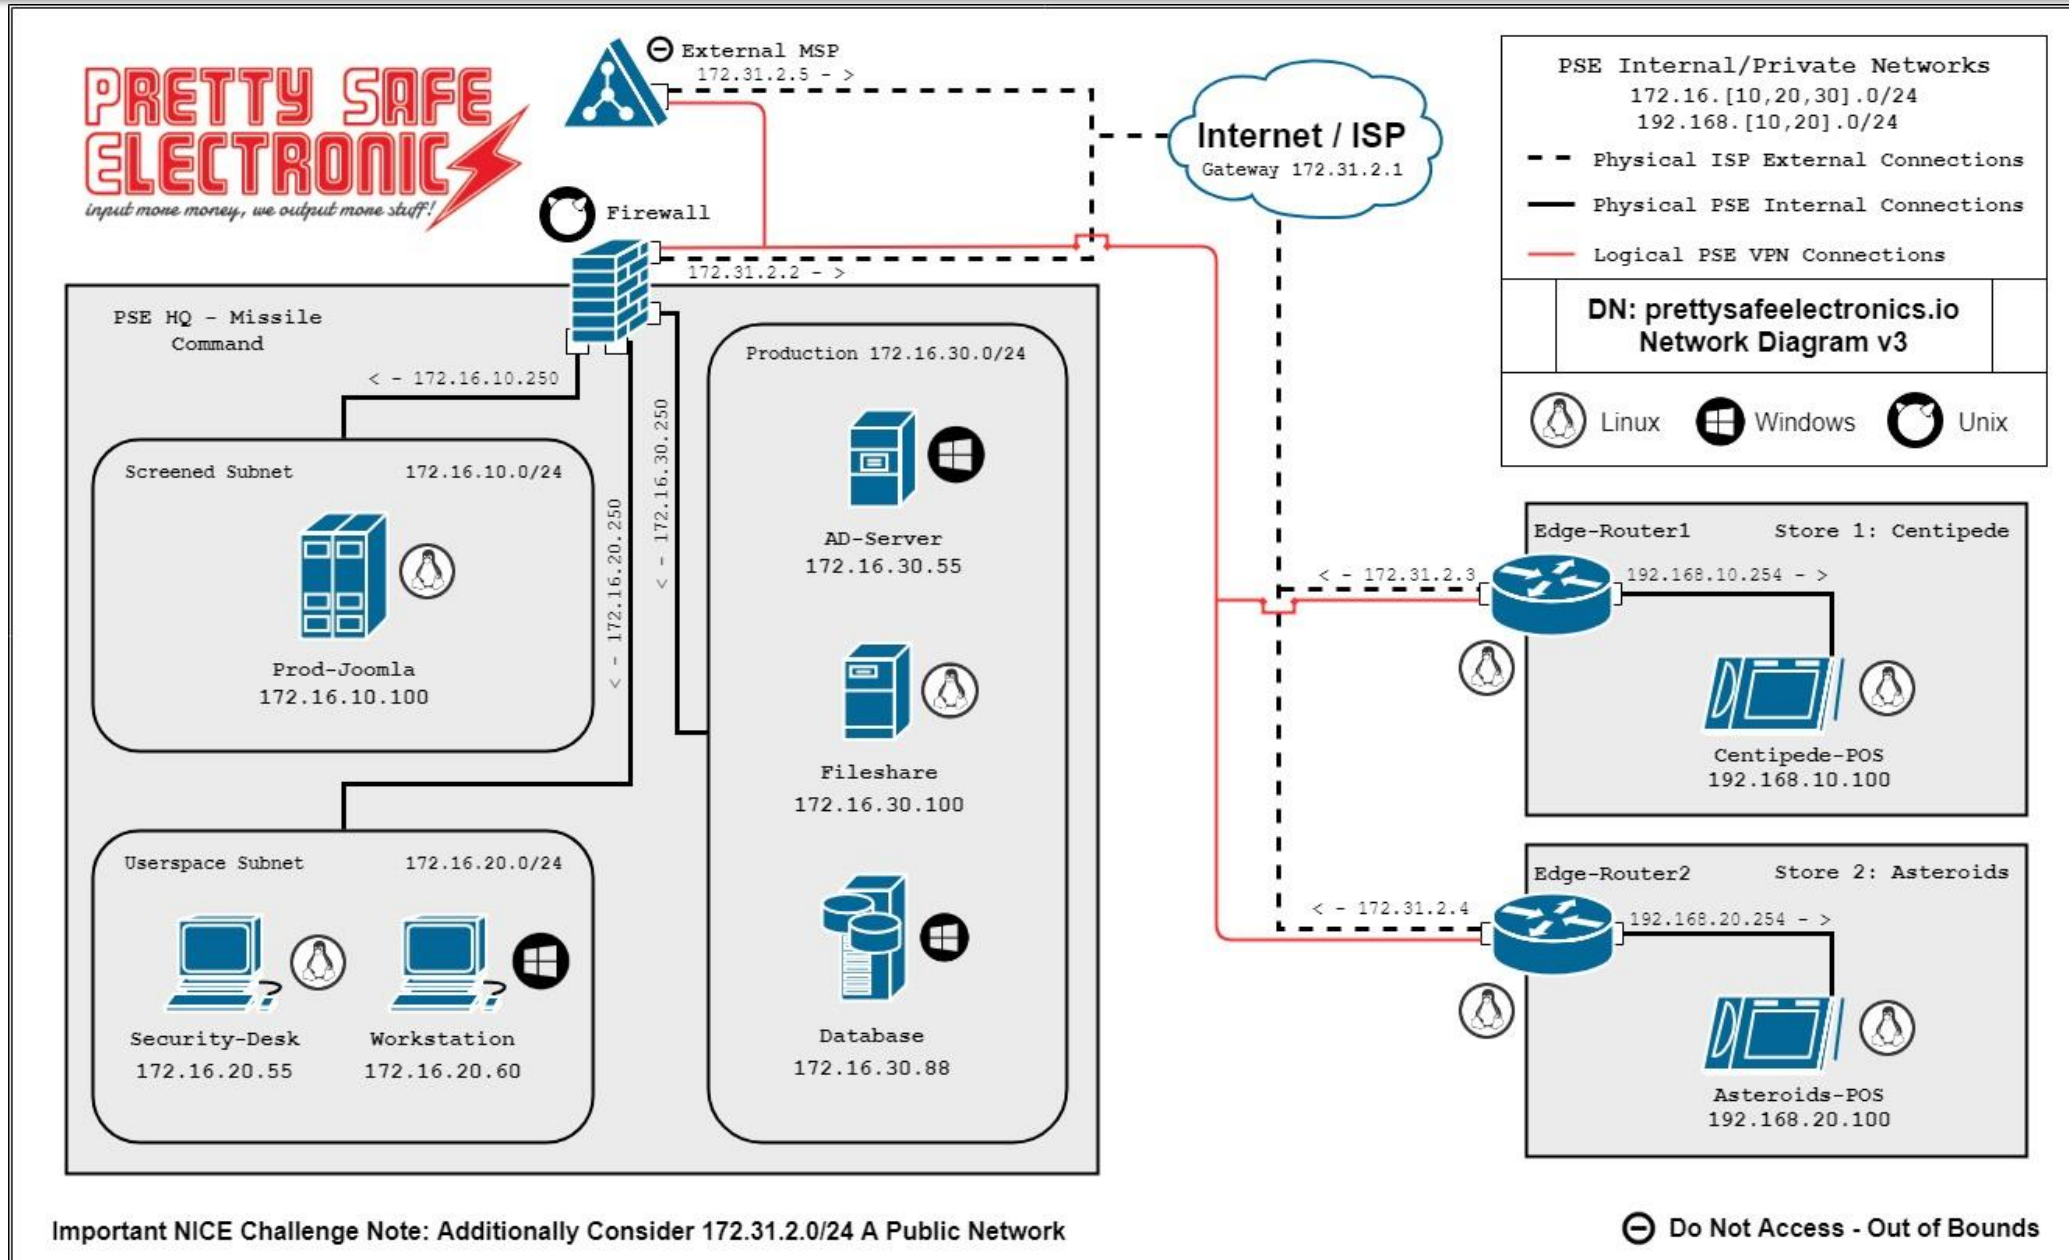 PRETTY SAFE
ELECTRONICS
input more money, we output more stuff!
External MSP
172.31.2.5 - >
Internet / ISP
Gateway 172.31.2.1
PSE Internal/Private Networks
172.16.[10,20,30].0/24
192.168.[10,20].0/24
Physical ISP External Connections
Physical PSE Internal Connections
Logical PSE VPN Connections
DN: prettysafeelectronics.io
Network Diagram v3
Linux
Windows
Unix
Firewall
172.31.2.2 - >
PSE HQ - Missile
Command
< - 172.16.10.250
< - 172.16.20.250
< - 172.16.30.250
Screened Subnet
172.16.10.0/24
Prod-Joomla
172.16.10.100
Userspace Subnet
172.16.20.0/24
Security-Desk
172.16.20.55
Workstation
172.16.20.60
Production 172.16.30.0/24
AD-Server
172.16.30.55
Fileshare
172.16.30.100
Database
172.16.30.88
Edge-Router1
Store 1: Centipede
< - 172.31.2.3
192.168.10.254 - >
Centipede-POS
192.168.10.100
Edge-Router2
Store 2: Asteroids
< - 172.31.2.4
192.168.20.254 - >
Asteroids-POS
192.168.20.100
Important NICE Challenge Note: Additionally Consider 172.31.2.0/24 A Public Network
Do Not Access - Out of Bounds